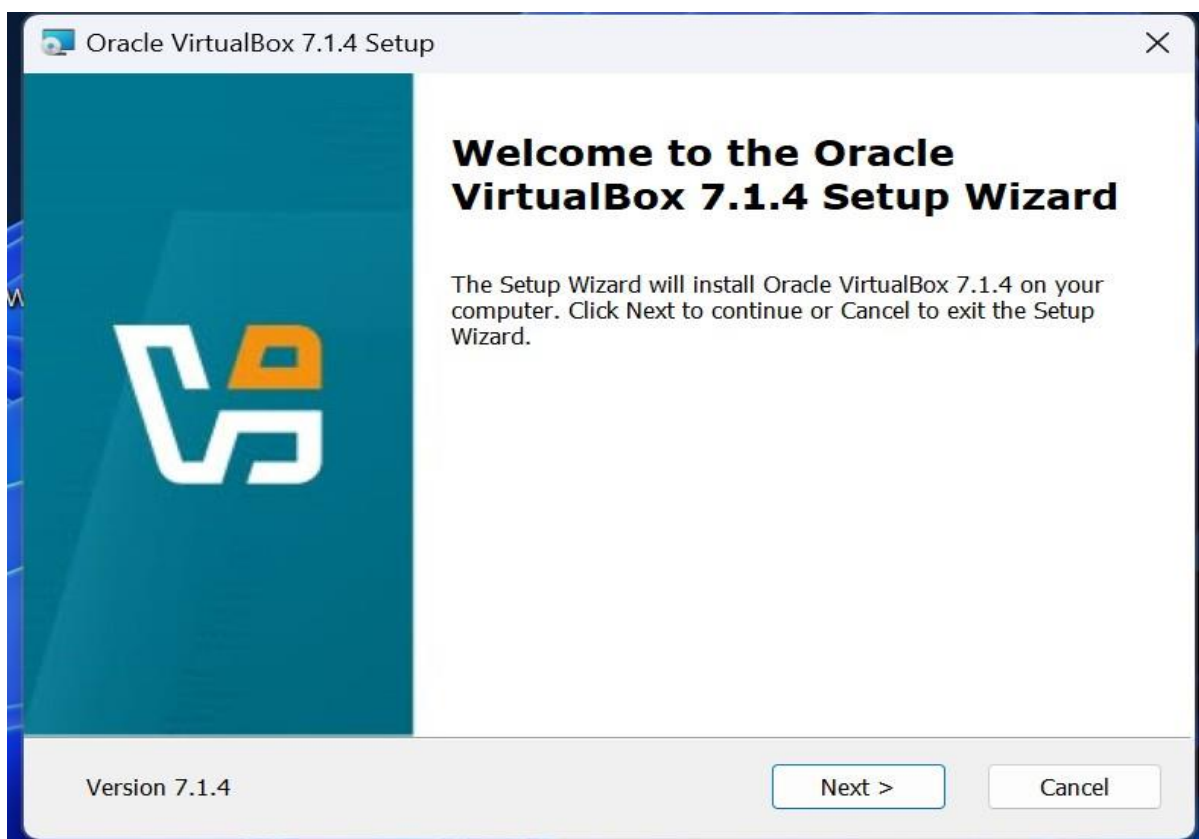 Oracle VirtualBox 7.1.4 Setup
Welcome to the Oracle
VirtualBox 7.1.4 Setup Wizard
The Setup Wizard will install Oracle VirtualBox 7.1.4 on your
computer. Click Next to continue or Cancel to exit the Setup
Wizard.
Version 7.1.4
Next >
Cancel